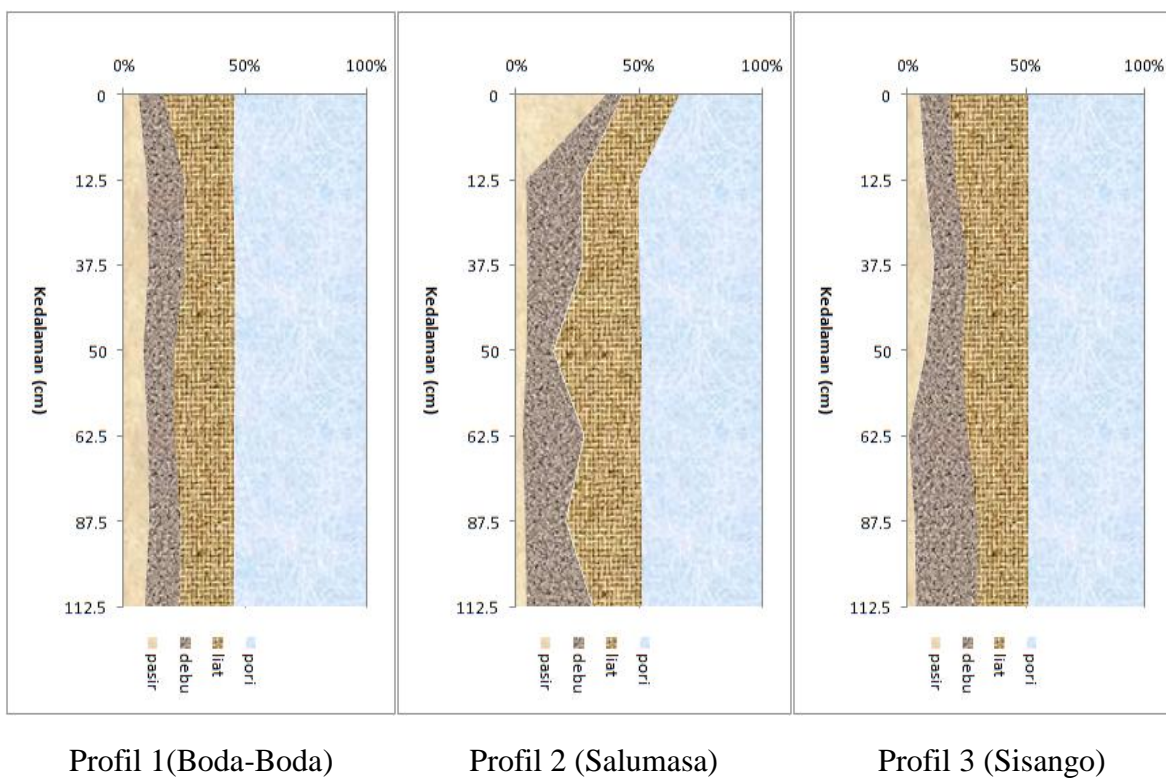 0% 50% 100%
0
12.5
37.5
50
62.5
87.5
112.5
Kedalaman (cm)
pasir
debu
liat
pori
Profil 1(Boda-Boda)
0% 50% 100%
0
12.5
37.5
50
62.5
87.5
112.5
Kedalaman (cm)
pasir
debu
liat
pori
Profil 2 (Salumasa)
0% 50% 100%
0
12.5
37.5
50
62.5
87.5
112.5
Kedalaman (cm)
pasir
debu
liat
pori
Profil 3 (Sisango)